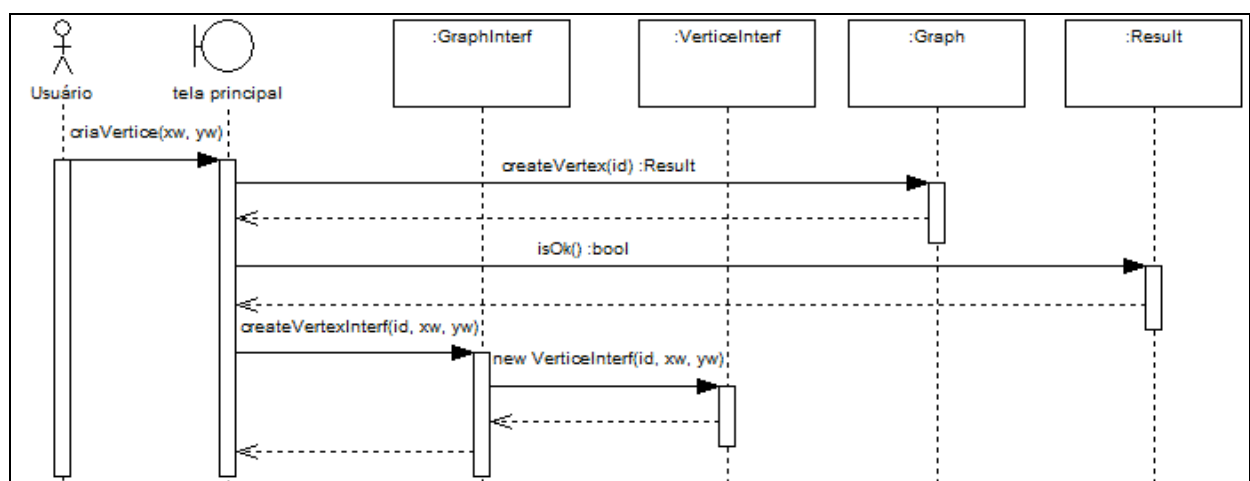 :GraphInterf
:VerticeInterf
:Graph
:Result
Usuário
tela principal
criaVertice(xw, yw)
createVertex(id) :Result
isOk() :bool
createVertexInterf(id, xw, yw)
new VerticeInterf(id, xw, yw)